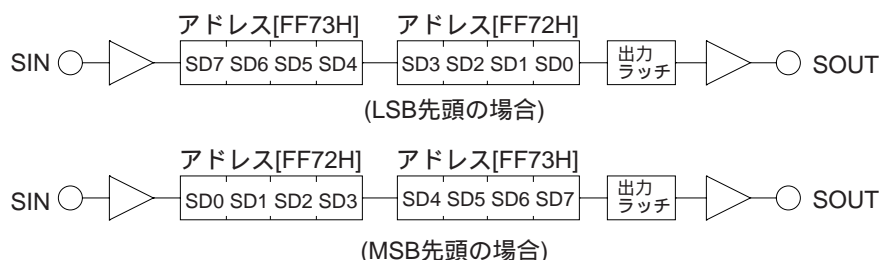 アドレス[FF73H] アドレス[FF72H]
SIN SD7 SD6 SD5 SD4 SD3 SD2 SD1 SD0 出力 SOUT
ラッチ
(LSB先頭の場合)
アドレス[FF72H] アドレス[FF73H]
SIN SD0 SD1 SD2 SD3 SD4 SD5 SD6 SD7 出力 SOUT
ラッチ
(MSB先頭の場合)